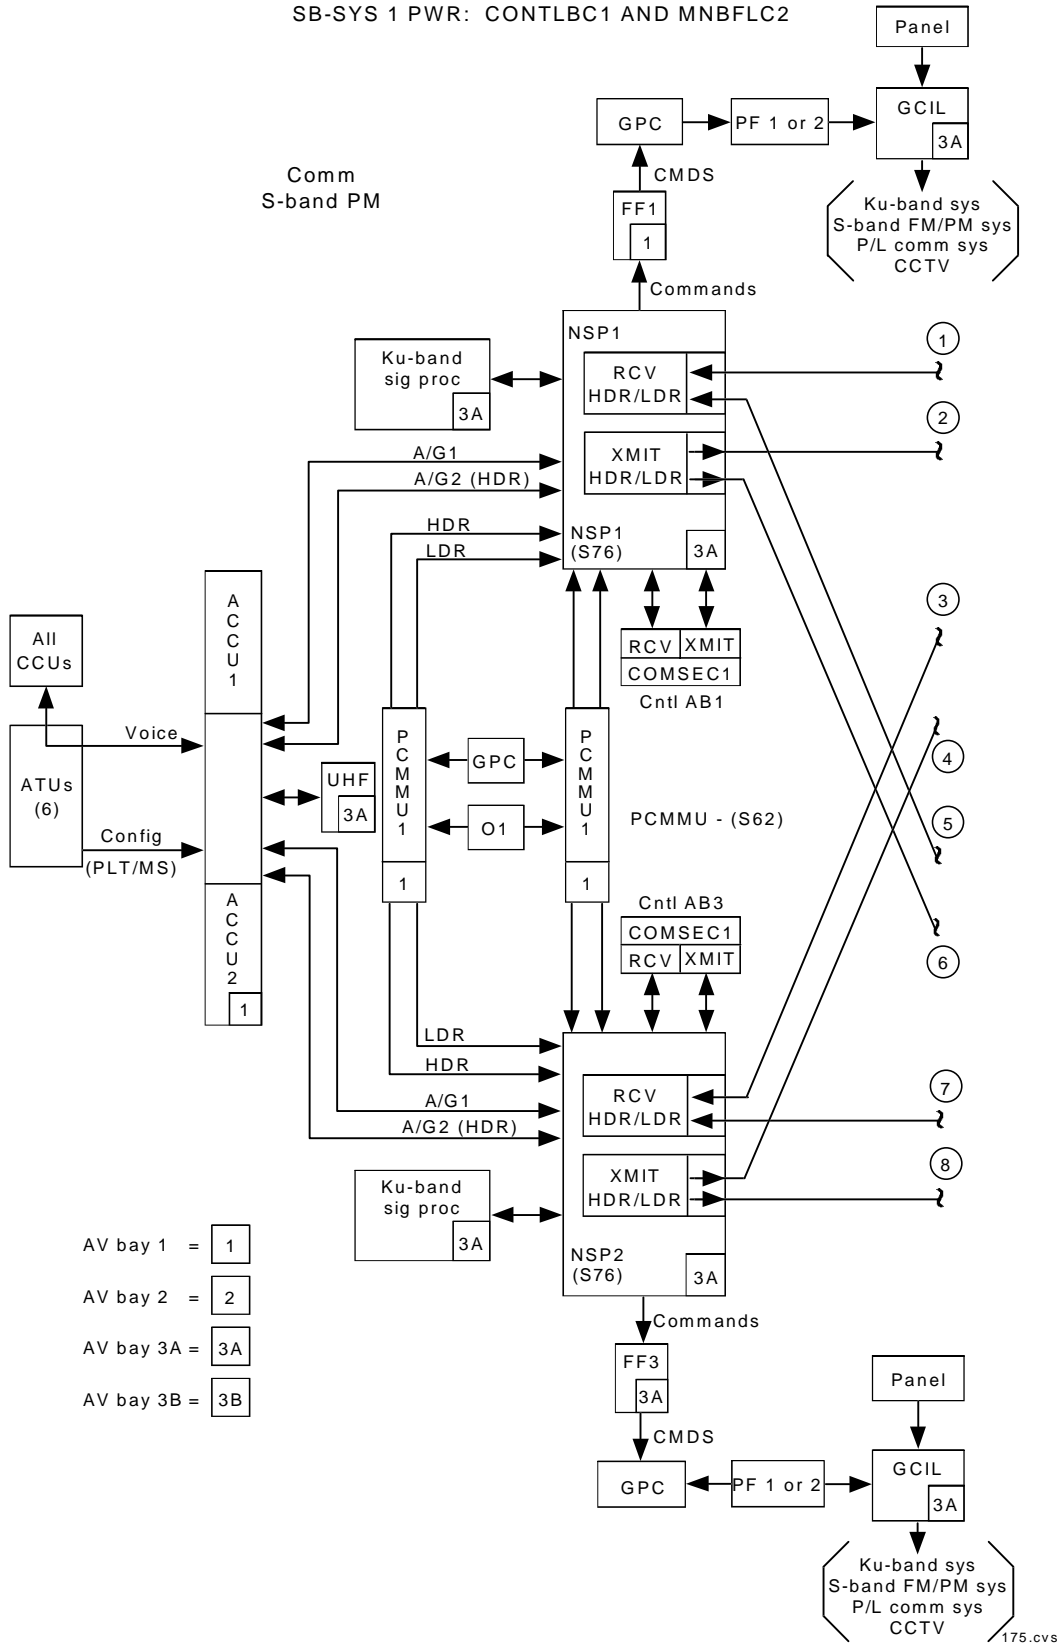 SB-SYS 1 PWR: CONTLBC1 AND MNBFLC2
Panel
GPC
PF 1 or 2
GCIL
3A
Comm
S-band PM
CMDS
FF1
1
Ku-band sys
S-band FM/PM sys
P/L comm sys
CCTV
Commands
NSP1
Ku-band
sig proc
3A
RCV
HDR/LDR
1
2
A/G1
A/G2 (HDR)
XMIT
HDR/LDR
HDR
LDR
NSP1
(S76)
3A
ACCU1
3
All
CCUs
RCV
XMIT
COMSEC1
Cntl AB1
Voice
ATUs
(6)
PCMMU1
GPC
PCMMU1
4
UHF
3A
O1
PCMMU - (S62)
5
Config
(PLT/MS)
1
1
ACCU2
1
Cntl AB3
COMSEC1
RCV
XMIT
6
LDR
HDR
A/G1
A/G2 (HDR)
RCV
HDR/LDR
7
XMIT
HDR/LDR
8
Ku-band
sig proc
3A
NSP2
(S76)
3A
AV bay 1 = 1
AV bay 2 = 2
AV bay 3A = 3A
AV bay 3B = 3B
Commands
FF3
3A
Panel
CMDS
GPC
PF 1 or 2
GCIL
3A
Ku-band sys
S-band FM/PM sys
P/L comm sys
CCTV
175.cvs